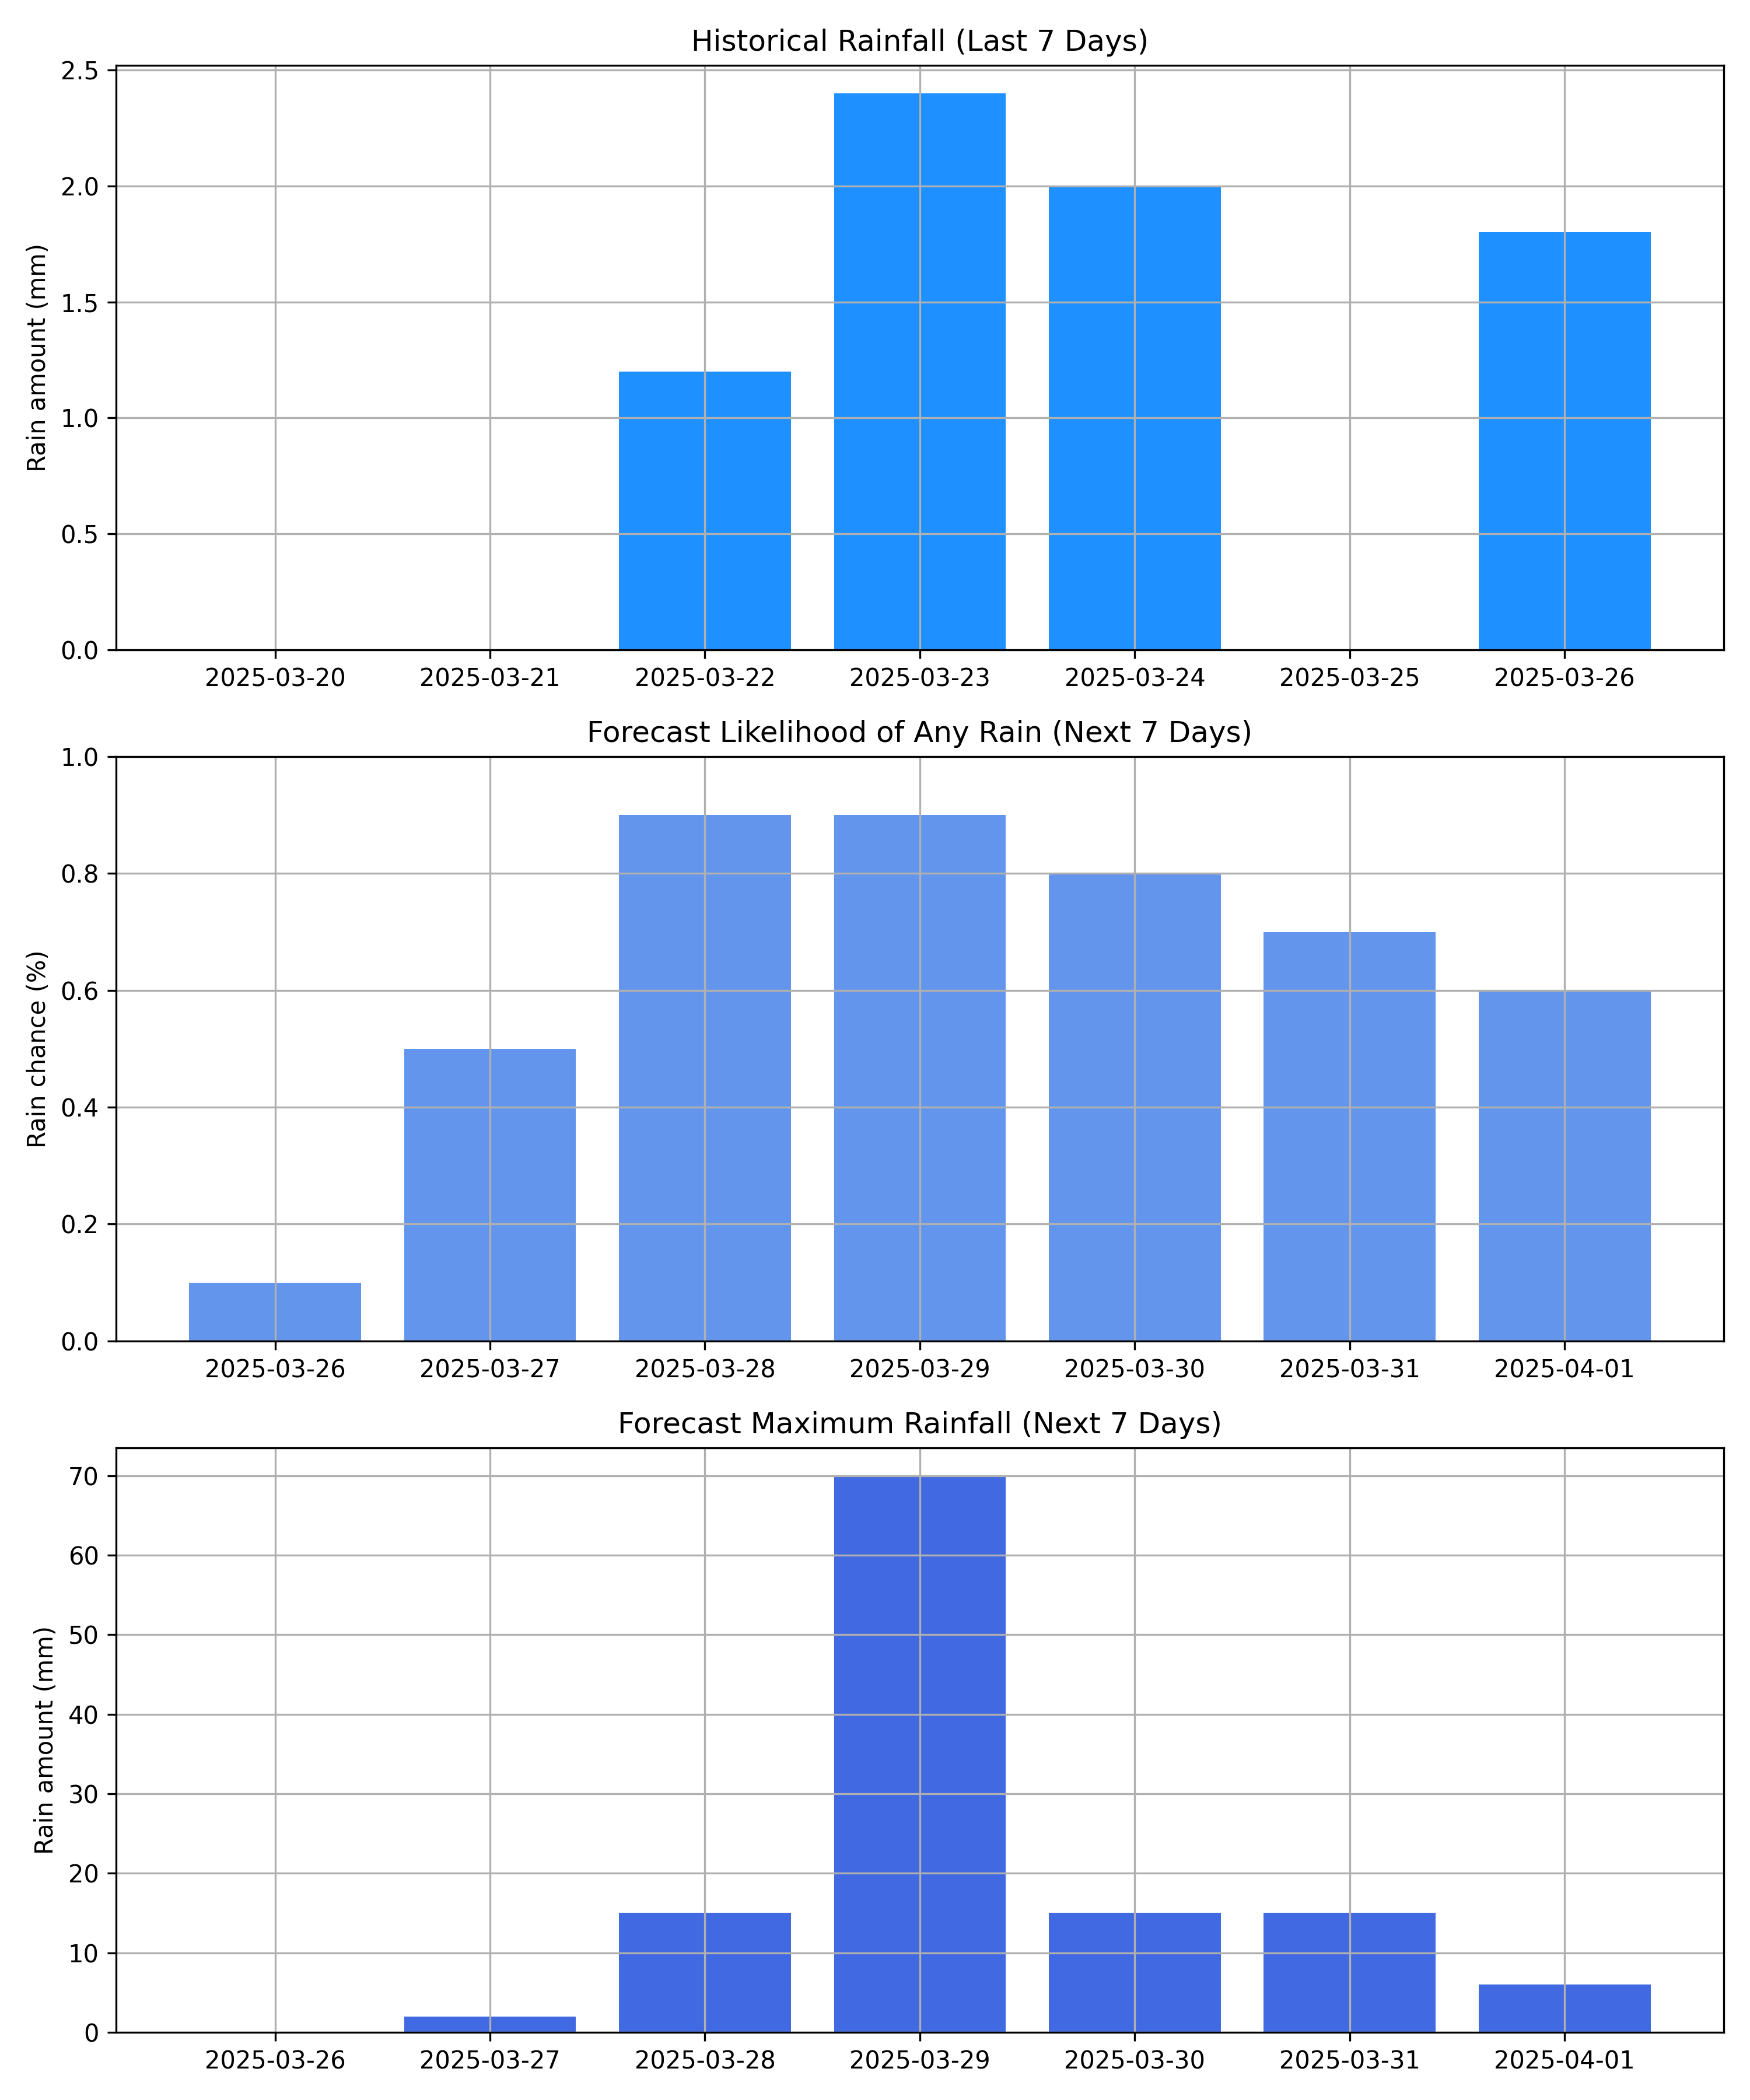 Historical Rainfall (Last 7 Days)
Rain amount (mm)
2.5
2.0
1.5
1.0
0.5
0.0
2025-03-20 2025-03-21 2025-03-22 2025-03-23 2025-03-24 2025-03-25 2025-03-26
Forecast Likelihood of Any Rain (Next 7 Days)
Rain chance (%)
1.0
0.8
0.6
0.4
0.2
0.0
2025-03-26 2025-03-27 2025-03-28 2025-03-29 2025-03-30 2025-03-31 2025-04-01
Forecast Maximum Rainfall (Next 7 Days)
Rain amount (mm)
70
60
50
40
30
20
10
0
2025-03-26 2025-03-27 2025-03-28 2025-03-29 2025-03-30 2025-03-31 2025-04-01